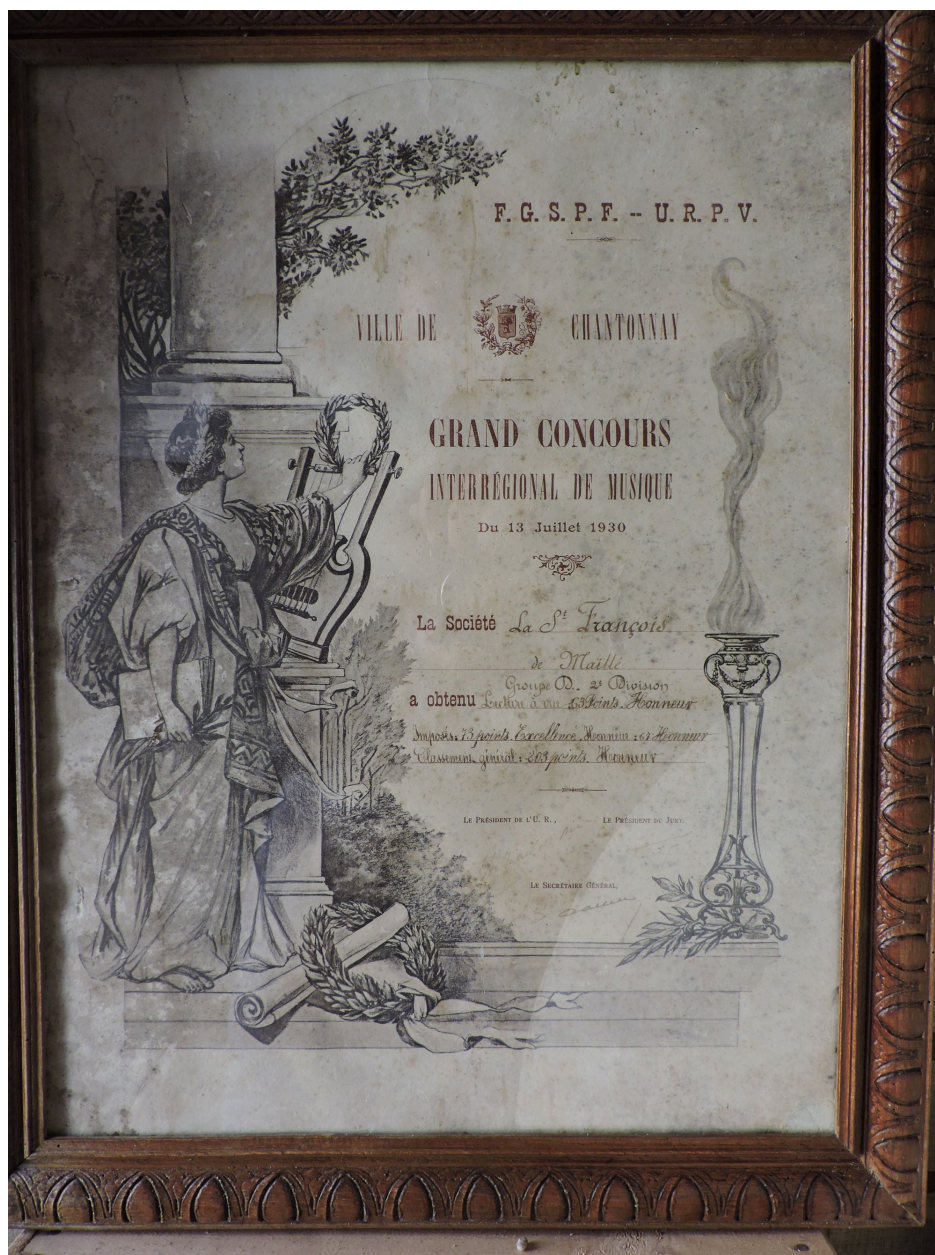 F. G. S. P. F. -- U. R. P. V.
VILLE DE CHANTONNAY
GRAND CONCOURS
INTERRÉGIONAL DE MUSIQUE
Du 13 Juillet 1930
La Société La St François
de Maillé
Groupe D. 2e Division
a obtenu Lecture à vue 63 Points. Honneur
Imposés: 73 points. Excellence. Honneur: 67 Honneur
Classement général: 203 points. Honneur
LE PRÉSIDENT DE L'U. R., LE PRÉSIDENT DU JURY,
LE SECRÉTAIRE GÉNÉRAL,